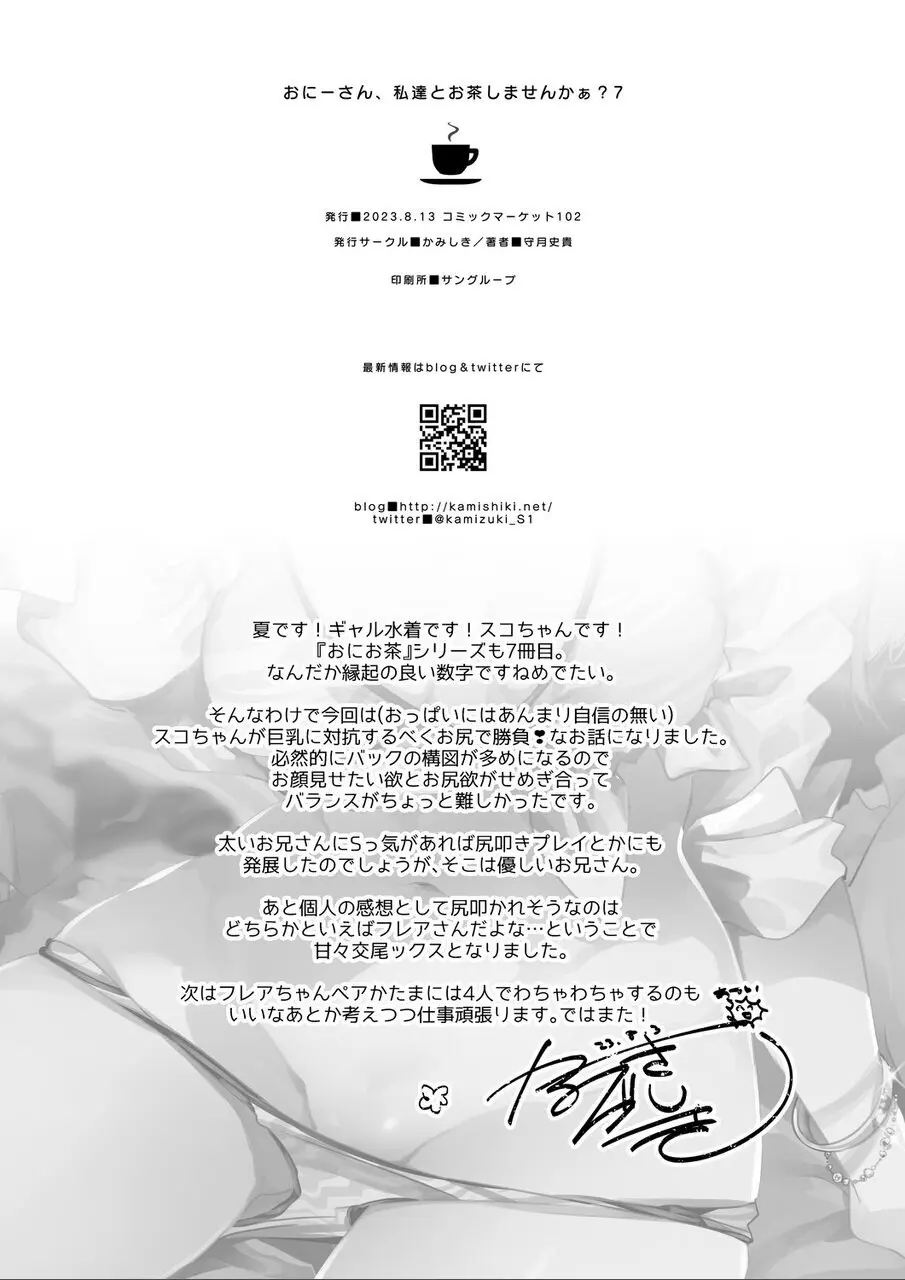 おにーさん、私達とお茶しませんかぁ？7
発行■2023.8.13 コミックマーケット102
発行サークル■かみしき／著者■守月史貴
印刷所■サングループ
最新情報はblog＆twitterにて
blog■http://kamishiki.net/
twitter■@kamizuki_S1
夏です！ギャル水着です！スコちゃんです！
『おにお茶』シリーズも7冊目。
なんだか縁起の良い数字ですねめでたい。
そんなわけで今回は(おっぱいにはあんまり自信の無い)
スコちゃんが巨乳に対抗するべくお尻で勝負❣なお話になりました。
必然的にバックの構図が多めになるので
お顔見せたい欲とお尻欲がせめぎ合って
バランスがちょっと難しかったです。
太いお兄さんにSっ気があれば尻叩きプレイとかにも
発展したのでしょうが、そこは優しいお兄さん。
あと個人の感想として尻叩かれそうなのは
どちらかといえばフレアさんだよな…ということで
甘々交尾ックスとなりました。
次はフレアちゃんペアかたまには4人でわちゃわちゃするのも
いいなあとか考えつつ仕事頑張ります。ではまた！
あつい
23.8.13